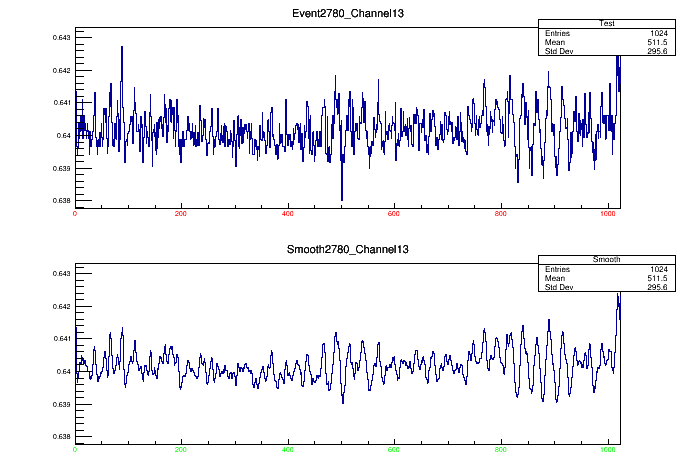 Event2780_Channel13
Test
Entries 1024
Mean 511.5
Std Dev 295.6
0.643
0.642
0.641
0.64
0.639
0.638
0 200 400 600 800 1000
Smooth2780_Channel13
Smooth
Entries 1024
Mean 511.5
Std Dev 295.6
0.643
0.642
0.641
0.64
0.639
0.638
0 200 400 600 800 1000